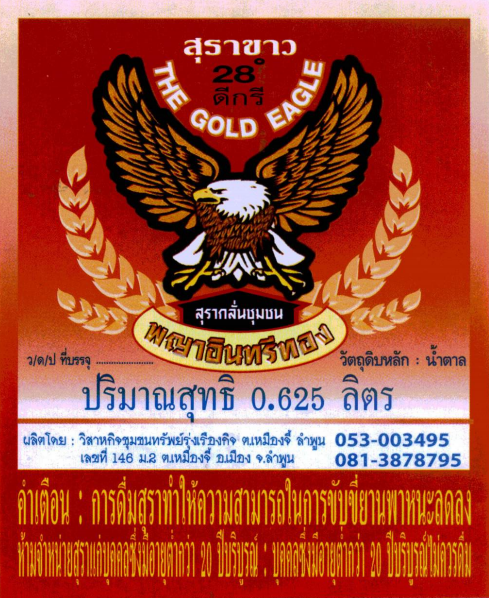 สุราขาว
28°
ดีกรี
THE GOLD EAGLE
สุรากลั่นชุมชน
พญาอินทรีทอง
ว/ด/ป ที่บรรจุ ......................
วัตถุดิบหลัก : น้ำตาล
ปริมาณสุทธิ 0.625 ลิตร
ผลิตโดย : วิสาหกิจชุมชนทรัพย์รุ่งเรืองกิจ ต.เหมืองจี้ ลำพูน 053-003495
เลขที่ 146 ม.2 ต.เหมืองจี้ อ.เมือง จ.ลำพูน 081-3878795
คำเตือน : การดื่มสุราทำให้ความสามารถในการขับขี่ยานพาหนะลดลง
ห้ามจำหน่ายสุราแก่บุคคลซึ่งมีอายุต่ำกว่า 20 ปีบริบูรณ์ : บุคคลซึ่งมีอายุต่ำกว่า 20 ปีบริบูรณ์ไม่ควรดื่ม